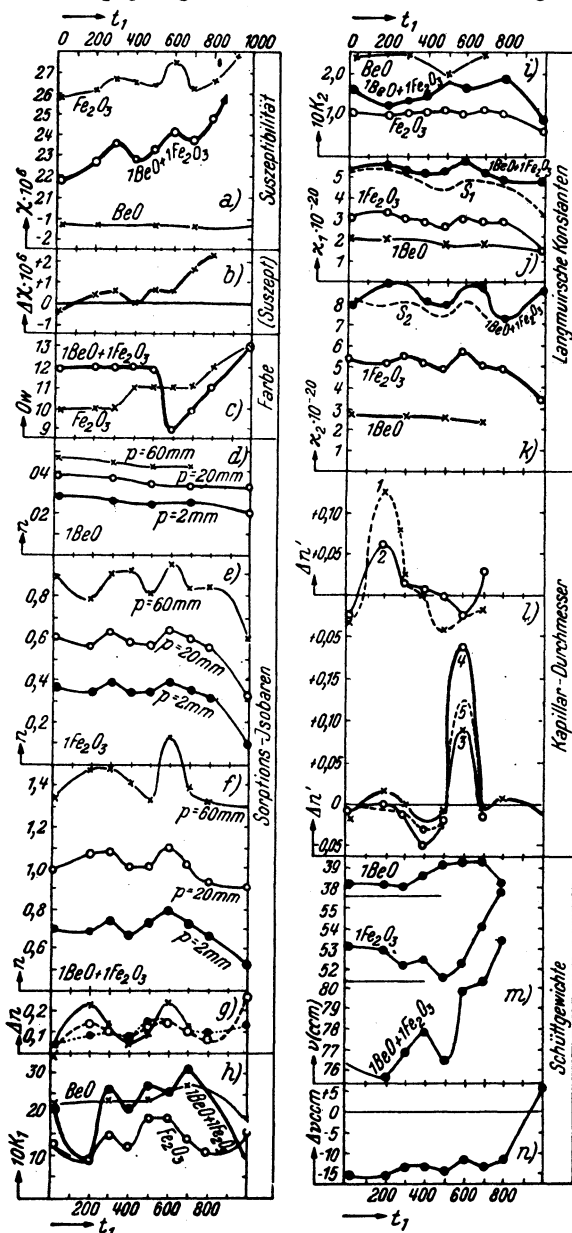 t₁
0 200 400 600 800 1000
27
26
25
24
23
22
21
-1
-2
χ·10⁶
Fe₂O₃
1BeO+1Fe₂O₃
BeO
a)
Suszeptibilität
+2
+1
0
-1
Δχ·10⁶
b)
(Suszept)
13
12
11
10
9
Ow
1BeO+1Fe₂O₃
Fe₂O₃
c)
Farbe
d)
p=60mm
p=20mm
p=2mm
04
02
n
1BeO
e)
0,8
0,6
0,4
0,2
n
p=60mm
p=20mm
p=2mm
1Fe₂O₃
f)
1,4
1,2
1,0
0,8
0,6
n
p=60mm
p=20mm
p=2mm
1BeO+1Fe₂O₃
Sorptions-Isobaren
0,2
0,1
Δn
g)
30
20
10
10K₁
BeO
1BeO+1Fe₂O₃
Fe₂O₃
h)
200 400 600 800
t₁
t₁
0 200 400 600 800 1000
2,0
1,0
10K₂
BeO
1BeO+1Fe₂O₃
Fe₂O₃
i)
5
4
3
2
1
ϰ₁·10⁻²⁰
1BeO+1Fe₂O₃
S₁
1Fe₂O₃
1BeO
j)
8
7
6
5
4
3
2
1
ϰ₂·10⁻²⁰
S₂
1BeO+1Fe₂O₃
1Fe₂O₃
1BeO
k)
Langmuirsche Konstanten
+0,10
+0,05
Δn'
1
2
l)
+0,05
+0,15
+0,10
+0,05
0
-0,05
Δn'
4
5
3
Kapillar-Durchmesser
39
38
55
54
53
52
51
80
79
78
77
76
v(ccm)
1BeO
1Fe₂O₃
1BeO+1Fe₂O₃
m)
+5
0
-5
-10
-15
Δvccm
n)
Schüttgewichte
200 400 600 800
t₁